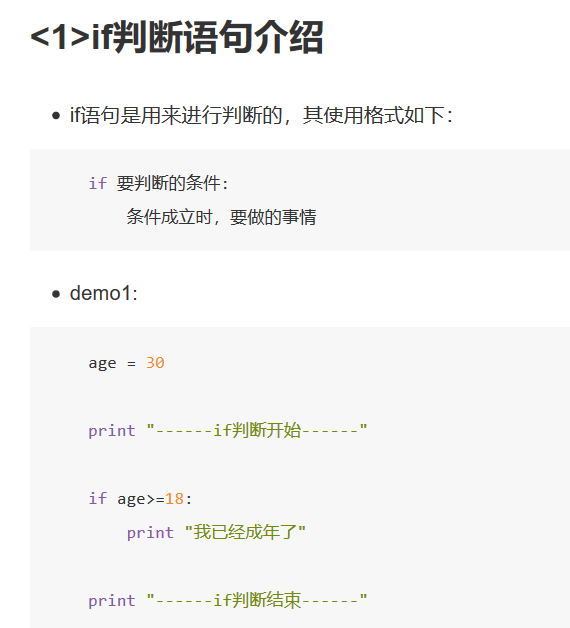 <1>if判断语句介绍
• if语句是用来进行判断的，其使用格式如下：
if 要判断的条件:
    条件成立时，要做的事情
• demo1:
age = 30
print "------if判断开始------"
if age>=18:
    print "我已经成年了"
print "------if判断结束------"